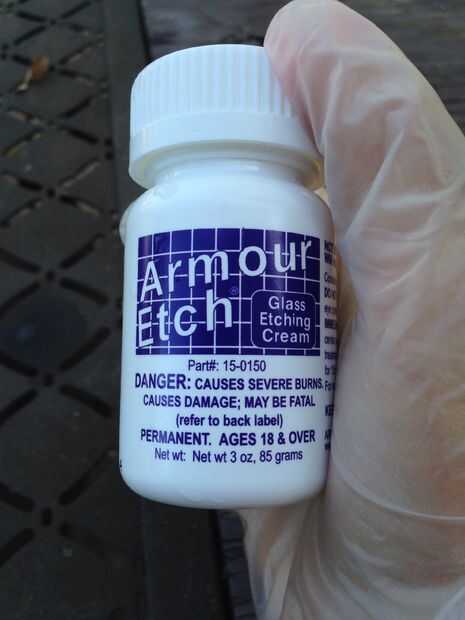 Armour
Etch®
Glass
Etching
Cream
Part#: 15-0150
DANGER: CAUSES SEVERE BURNS.
CAUSES DAMAGE; MAY BE FATAL
(refer to back label)
PERMANENT. AGES 18 & OVER
Net wt: Net wt 3 oz, 85 grams